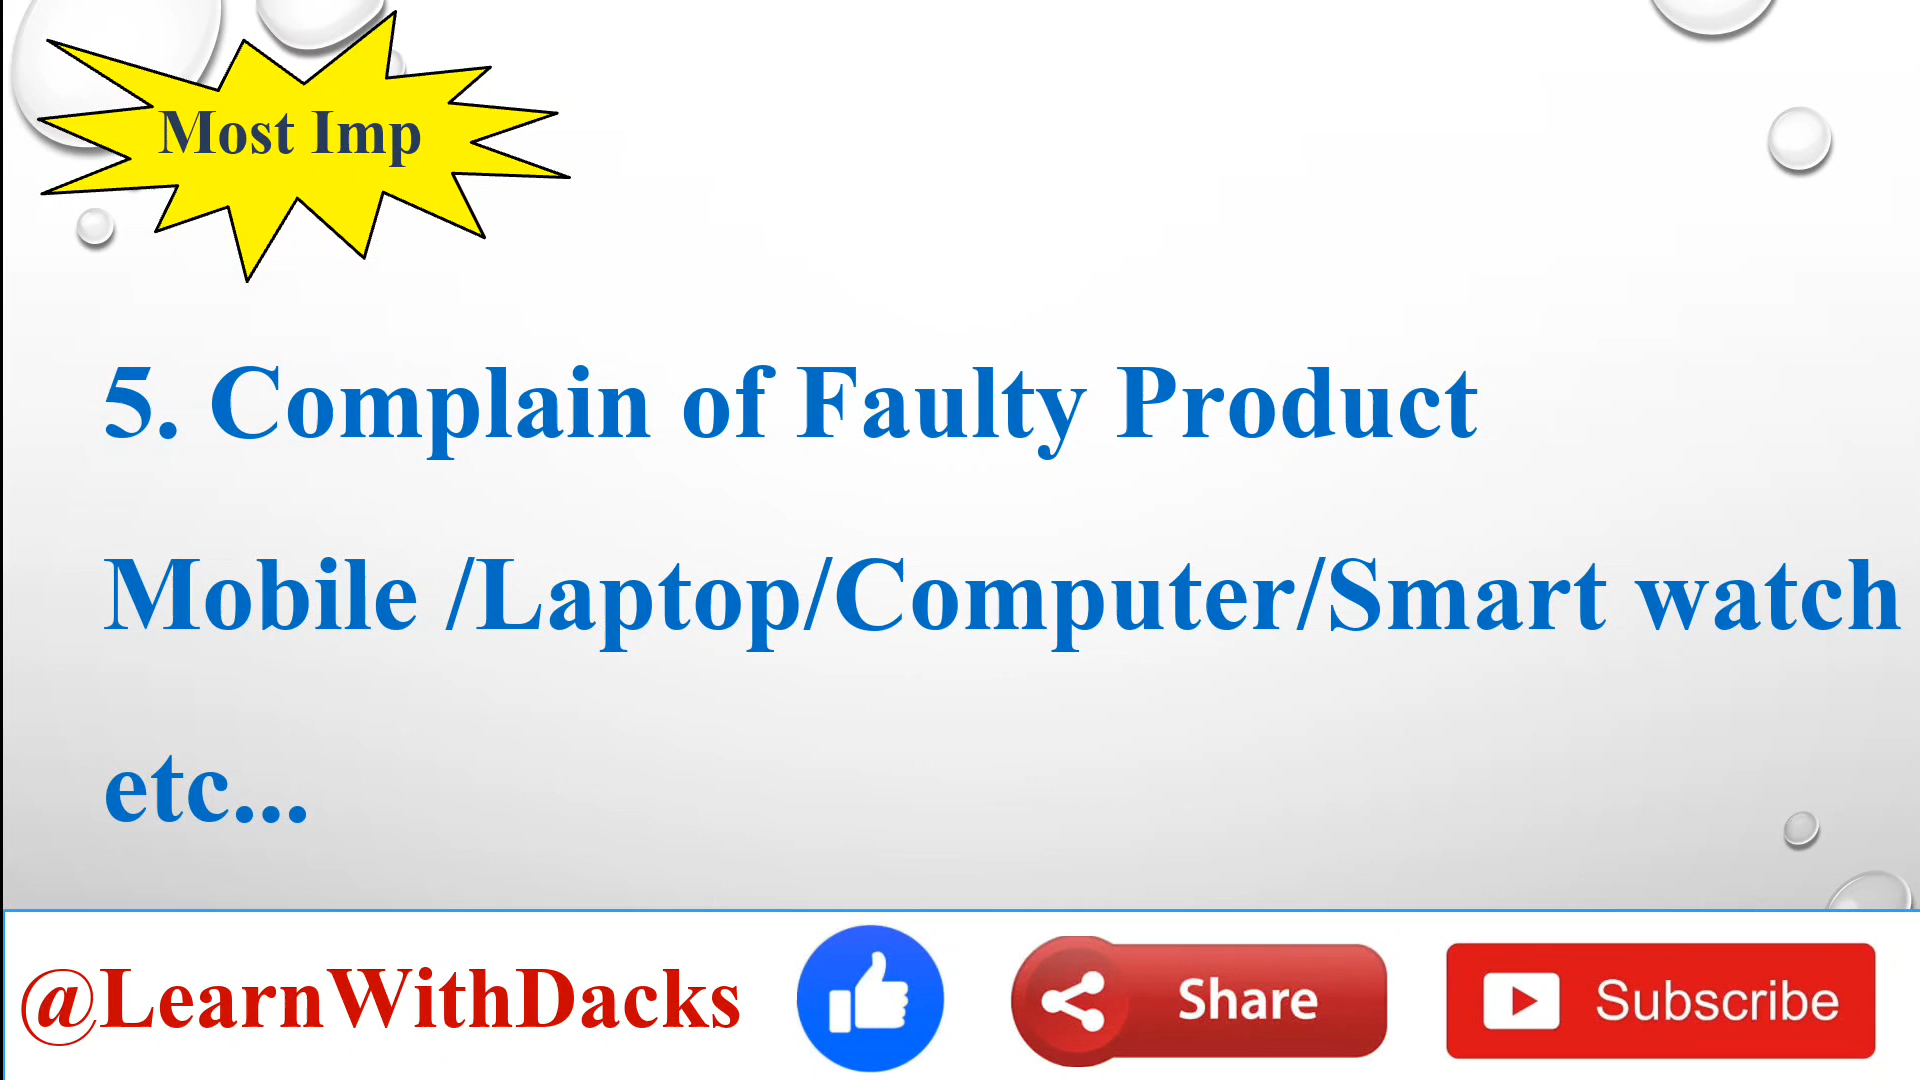 Most Imp
5. Complain of Faulty Product
Mobile /Laptop/Computer/Smart watch
etc...
@LearnWithDacks
Share
Subscribe